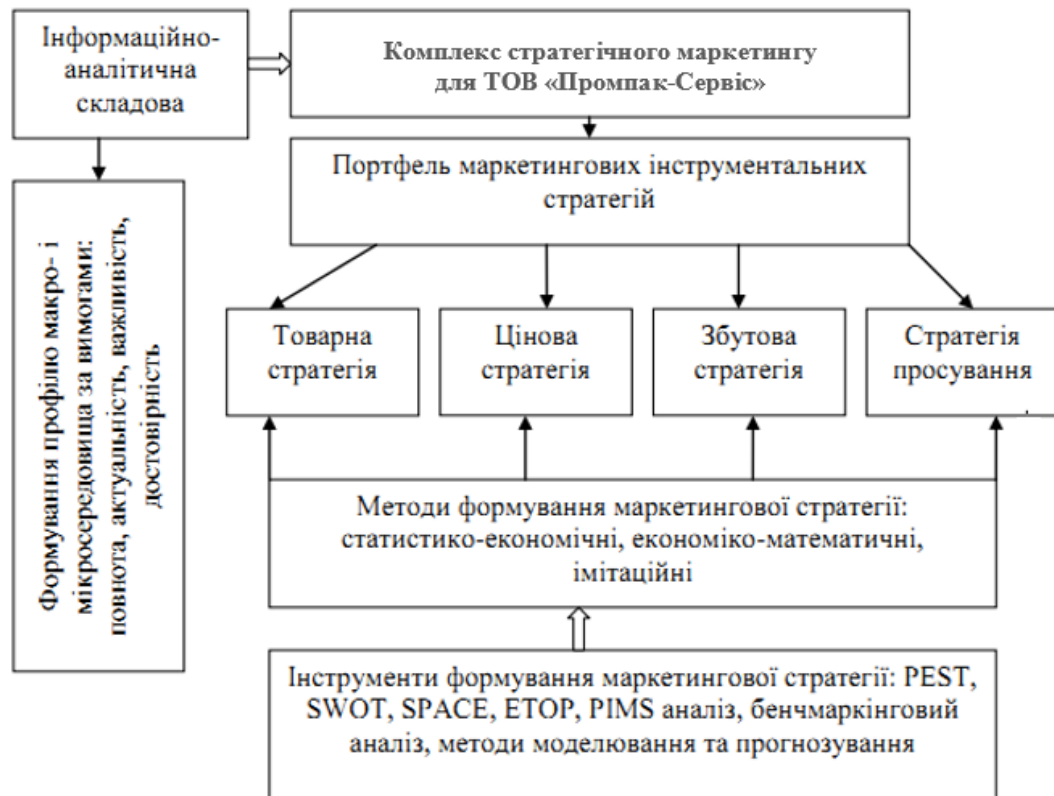 Інформаційно-
аналітична
складова
Комплекс стратегічного маркетингу
для ТОВ «Промпак-Сервіс»
Портфель маркетингових інструментальних
стратегій
Формування профілю макро- і
мікросередовища за вимогами:
повнота, актуальність, важливість,
достовірність
Товарна
стратегія
Цінова
стратегія
Збутова
стратегія
Стратегія
просування
Методи формування маркетингової стратегії:
статистико-економічні, економіко-математичні,
імітаційні
Інструменти формування маркетингової стратегії: PEST,
SWOT, SPACE, ETOP, PIMS аналіз, бенчмаркінговий
аналіз, методи моделювання та прогнозування